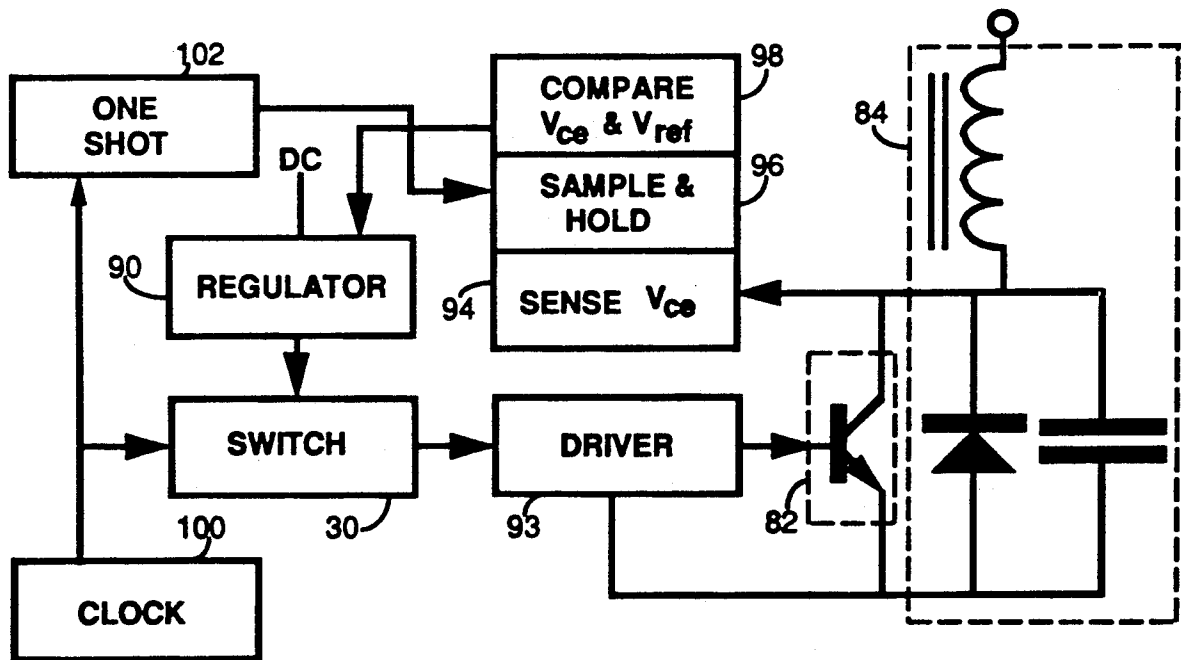 102
ONE
SHOT
COMPARE
Vce & Vref
98
SAMPLE &
HOLD
96
84
DC
90
REGULATOR
94
SENSE Vce
SWITCH
30
DRIVER
93
82
100
CLOCK